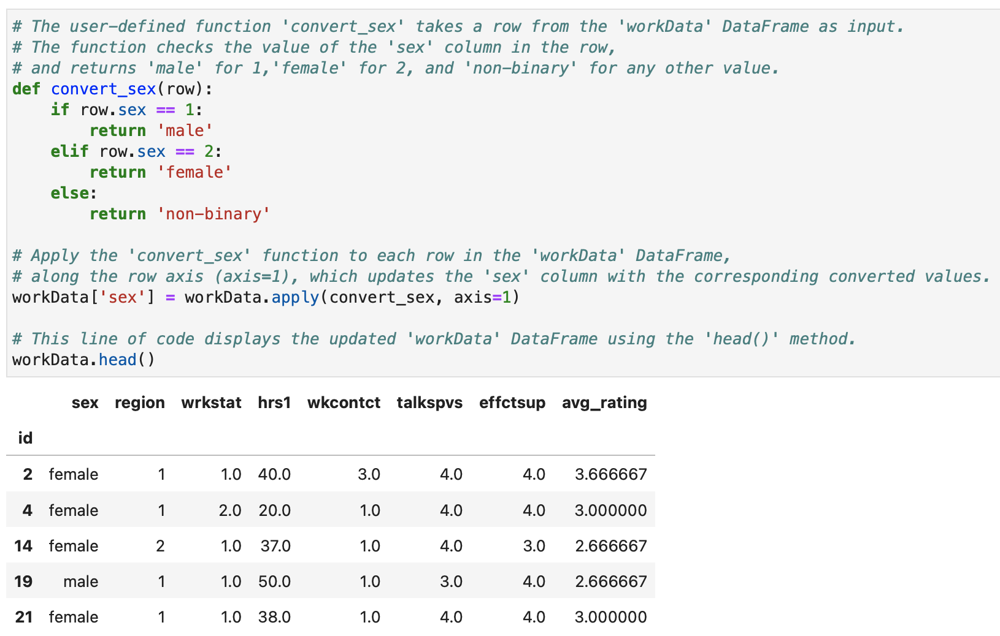 # The user-defined function 'convert_sex' takes a row from the 'workData' DataFrame as input.
# The function checks the value of the 'sex' column in the row,
# and returns 'male' for 1,'female' for 2, and 'non-binary' for any other value.
def convert_sex(row):
    if row.sex == 1:
        return 'male'
    elif row.sex == 2:
        return 'female'
    else:
        return 'non-binary'
# Apply the 'convert_sex' function to each row in the 'workData' DataFrame,
# along the row axis (axis=1), which updates the 'sex' column with the corresponding converted values.
workData['sex'] = workData.apply(convert_sex, axis=1)
# This line of code displays the updated 'workData' DataFrame using the 'head()' method.
workData.head()
sex region wrkstat hrs1 wkcontct talkspvs effctsup avg_rating
id
2 female 1 1.0 40.0 3.0 4.0 4.0 3.666667
4 female 1 2.0 20.0 1.0 4.0 4.0 3.000000
14 female 2 1.0 37.0 1.0 4.0 3.0 2.666667
19 male 1 1.0 50.0 1.0 3.0 4.0 2.666667
21 female 1 1.0 38.0 1.0 4.0 4.0 3.000000